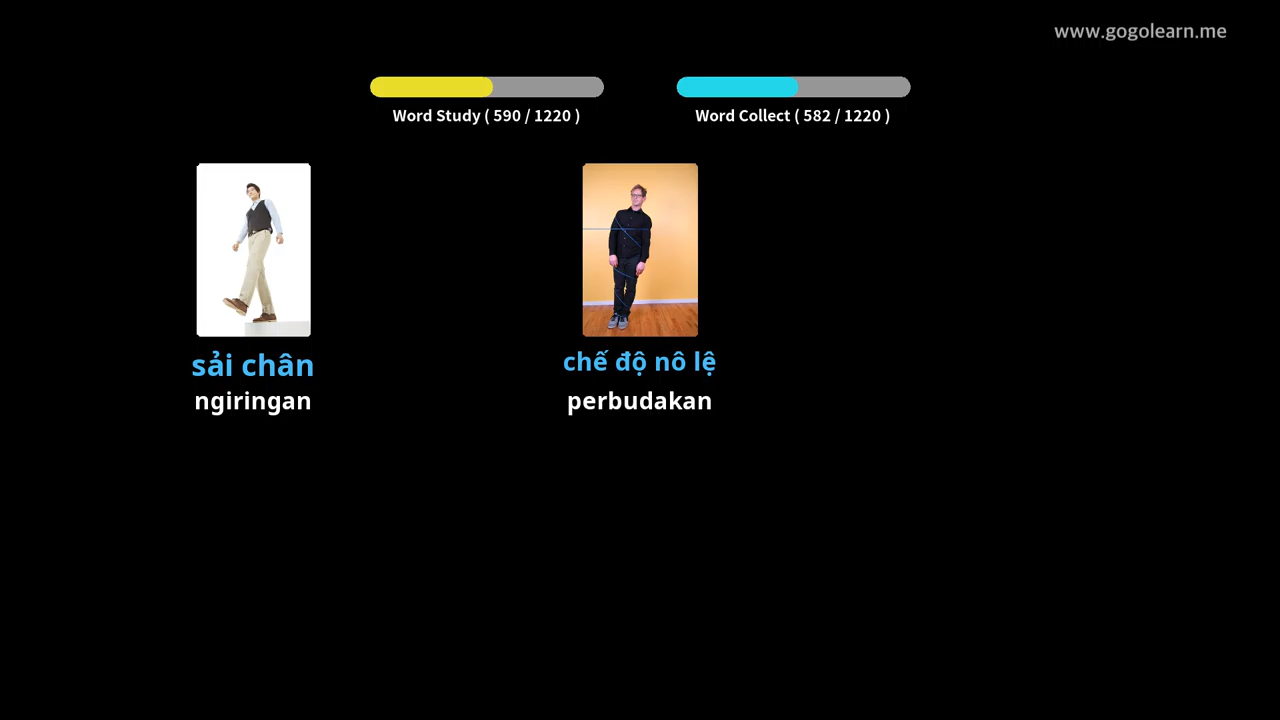 www.gogolearn.me
Word Study ( 590 / 1220 )
Word Collect ( 582 / 1220 )
sải chân
ngiringan
chế độ nô lệ
perbudakan